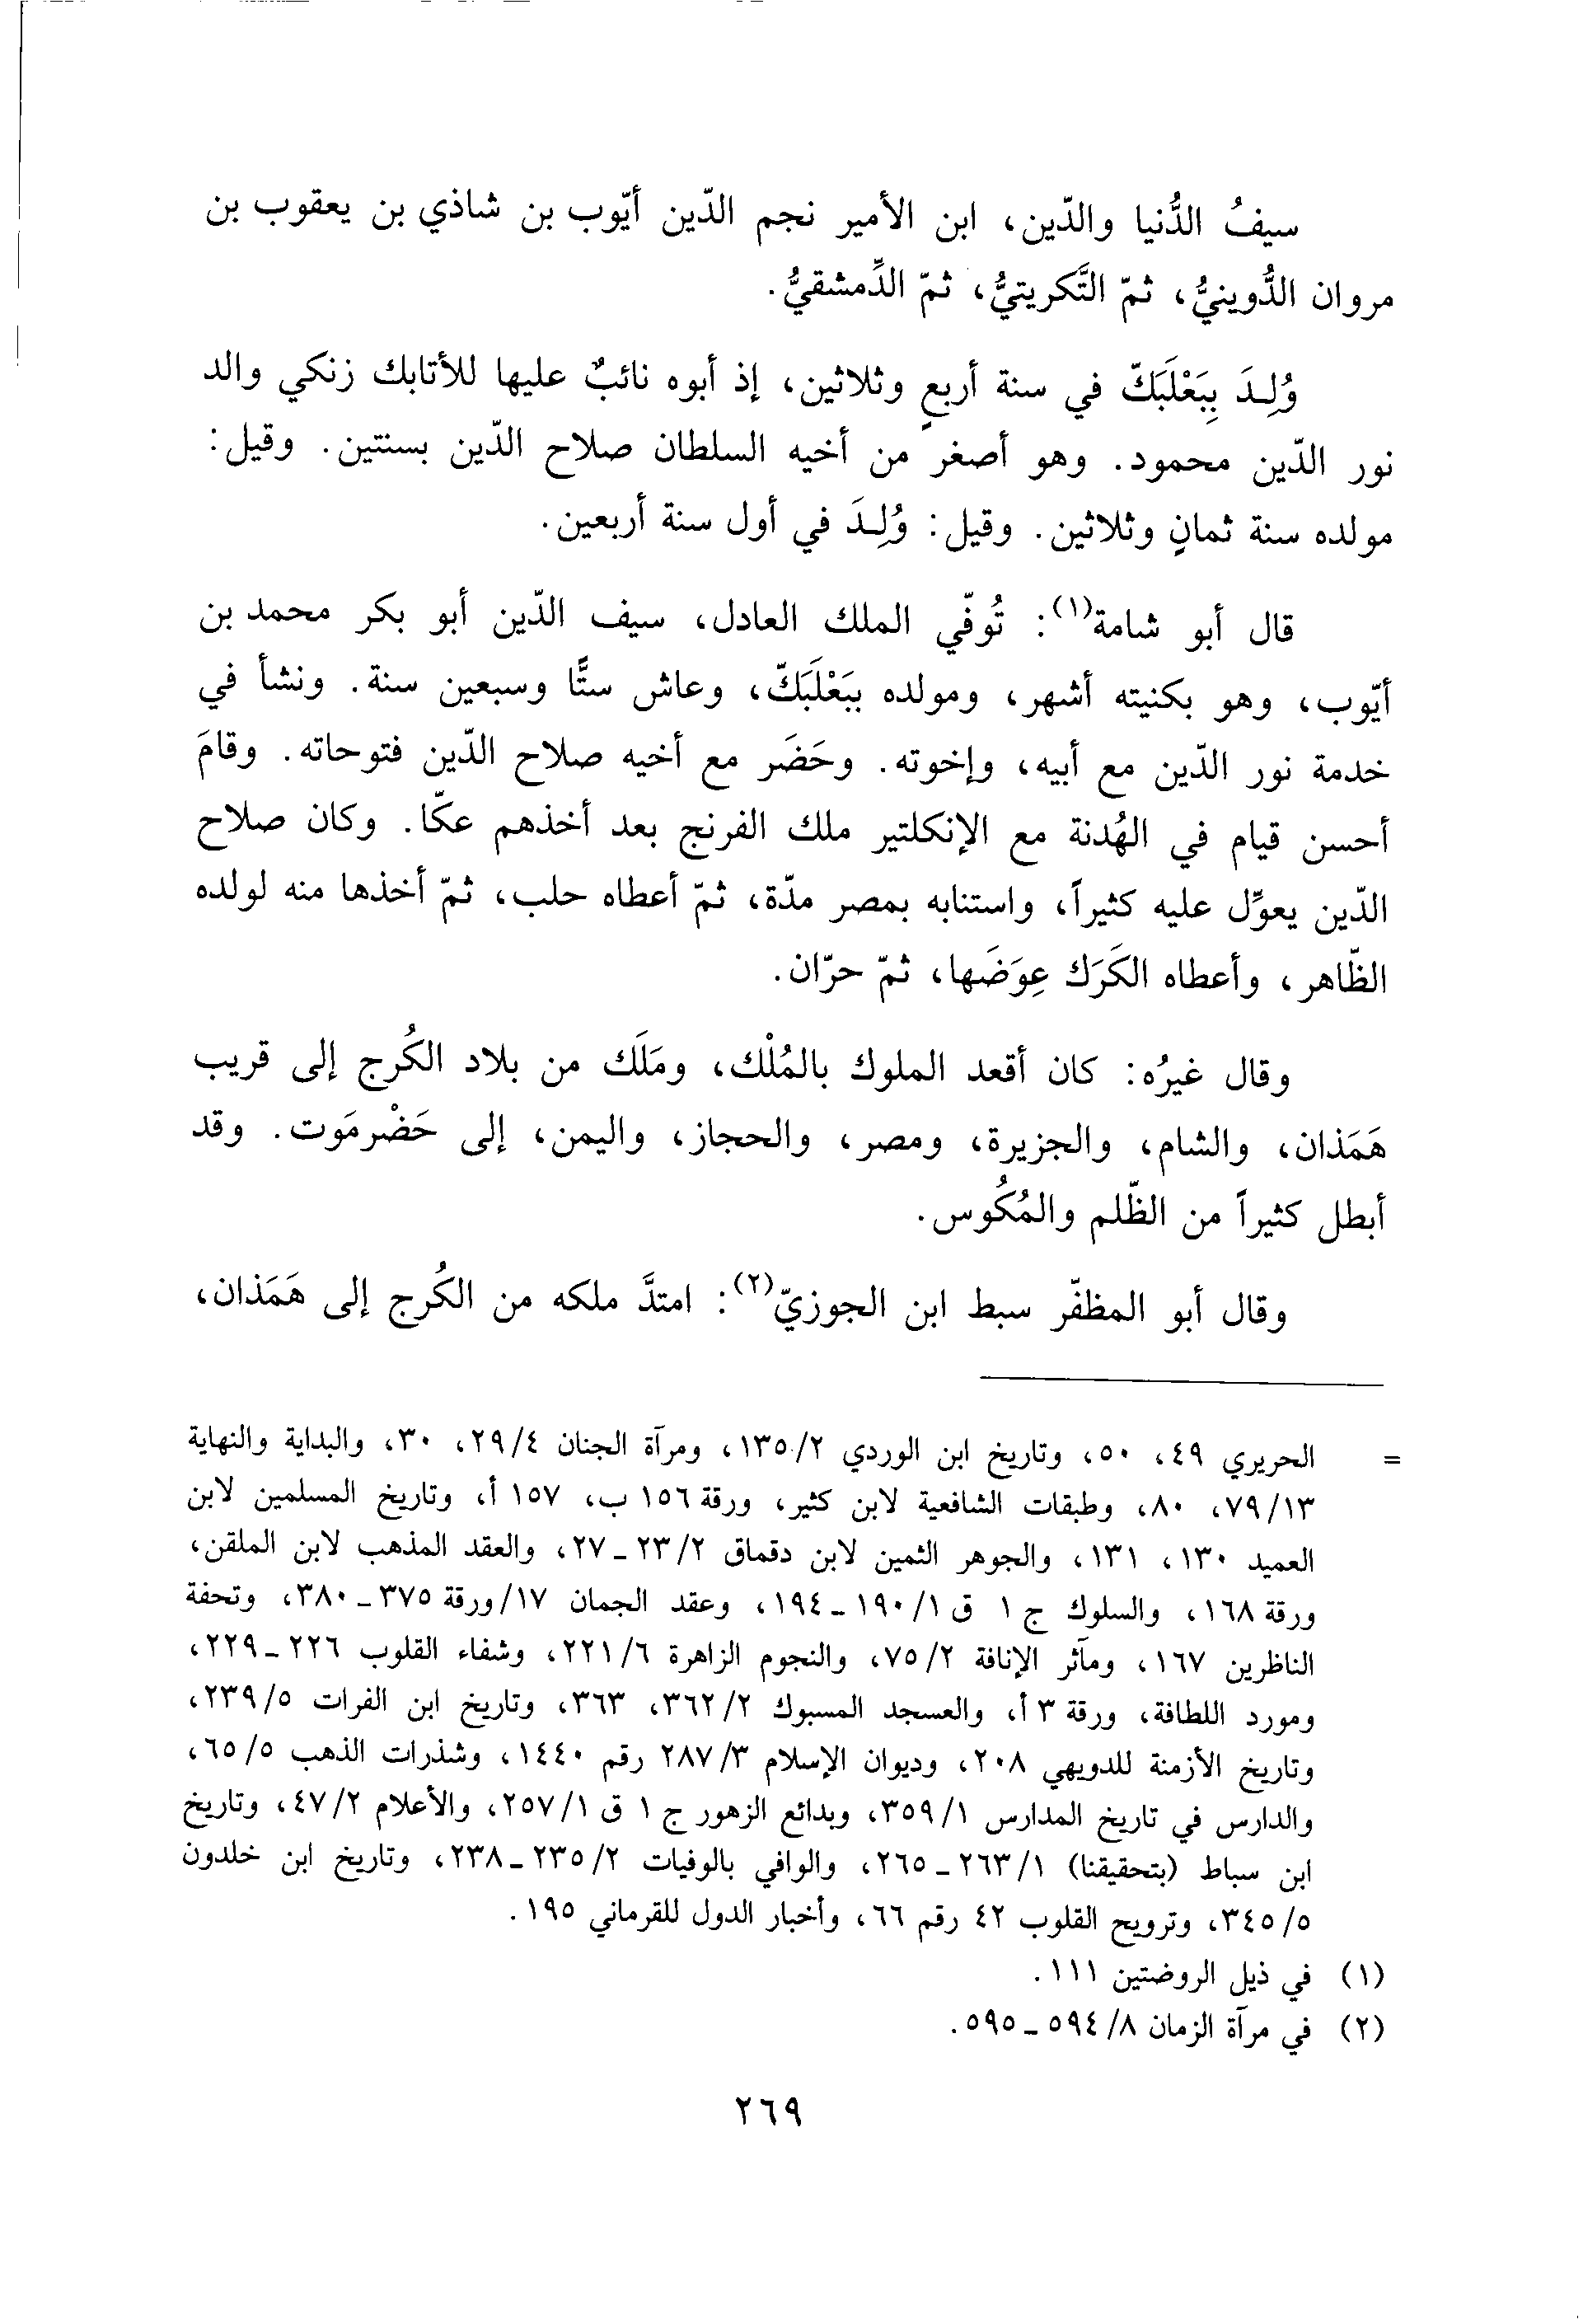 سيفُ الدُّنيا والدّين، ابن الأمير نجم الدّين أيّوب بن شاذي بن يعقوب بن
مروان الدُّوينيُّ، ثمّ التَّكريتيُّ، ثمّ الدِّمشقيُّ.
وُلِدَ بِبَعْلَبَكّ في سنة أربعٍ وثلاثين، إذ أبوه نائبٌ عليها للأتابك زنكي والد
نور الدّين محمود. وهو أصغر من أخيه السلطان صلاح الدّين بسنتين. وقيل:
مولده سنة ثمانٍ وثلاثين. وقيل: وُلِدَ في أول سنة أربعين.
قال أبو شامة(١): تُوفّي الملك العادل، سيف الدّين أبو بكر محمد بن
أيّوب، وهو بكنيته أشهر، ومولده ببَعْلَبَكّ، وعاش ستًّا وسبعين سنة. ونشأ في
خدمة نور الدّين مع أبيه، وإخوته. وحَضَر مع أخيه صلاح الدّين فتوحاته. وقامَ
أحسن قيام في الهُدنة مع الإنكلتير ملك الفرنج بعد أخذهم عكّا. وكان صلاح
الدّين يعوّل عليه كثيراً، واستنابه بمصر مدّة، ثمّ أعطاه حلب، ثمّ أخذها منه لولده
الظّاهر، وأعطاه الكَرَك عِوَضَها، ثمّ حرّان.
وقال غيرُه: كان أقعد الملوك بالمُلْك، ومَلَك من بلاد الكُرج إلى قريب
هَمَذان، والشام، والجزيرة، ومصر، والحجاز، واليمن، إلى حَضْرمَوت. وقد
أبطل كثيراً من الظّلم والمُكُوس.
وقال أبو المظفّر سبط ابن الجوزيّ(٢): امتدَّ ملكه من الكُرج إلى هَمَذان،
= الحريري ٤٩، ٥٠، وتاريخ ابن الوردي ١٣٥/٢، ومرآة الجنان ٢٩/٤، ٣٠، والبداية والنهاية
٧٩/١٣، ٨٠، وطبقات الشافعية لابن كثير، ورقة ١٥٦ ب، ١٥٧ أ، وتاريخ المسلمين لابن
العميد ١٣٠، ١٣١، والجوهر الثمين لابن دقماق ٢٣/٢ ـ ٢٧، والعقد المذهب لابن الملقن،
ورقة ١٦٨، والسلوك ج ١ ق ١٩٠/١ ـ ١٩٤، وعقد الجمان ١٧/ورقة ٣٧٥ ـ ٣٨٠، وتحفة
الناظرين ١٦٧، ومآثر الإنافة ٧٥/٢، والنجوم الزاهرة ٢٢١/٦، وشفاء القلوب ٢٢٦ ـ ٢٢٩،
ومورد اللطافة، ورقة ٣ أ، والعسجد المسبوك ٣٦٢/٢، ٣٦٣، وتاريخ ابن الفرات ٢٣٩/٥،
وتاريخ الأزمنة للدويهي ٢٠٨، وديوان الإسلام ٢٨٧/٣ رقم ١٤٤٠، وشذرات الذهب ٦٥/٥،
والدارس في تاريخ المدارس ٣٥٩/١، وبدائع الزهور ج ١ ق ٢٥٧/١، والأعلام ٤٧/٢، وتاريخ
ابن سباط (بتحقيقنا) ٢٦٣/١ ـ ٢٦٥، والوافي بالوفيات ٢٣٥/٢ ـ ٢٣٨، وتاريخ ابن خلدون
٣٤٥/٥، وترويح القلوب ٤٢ رقم ٦٦، وأخبار الدول للقرماني ١٩٥.
(١) في ذيل الروضتين ١١١.
(٢) في مرآة الزمان ٥٩٤/٨ ـ ٥٩٥.
٢٦٩